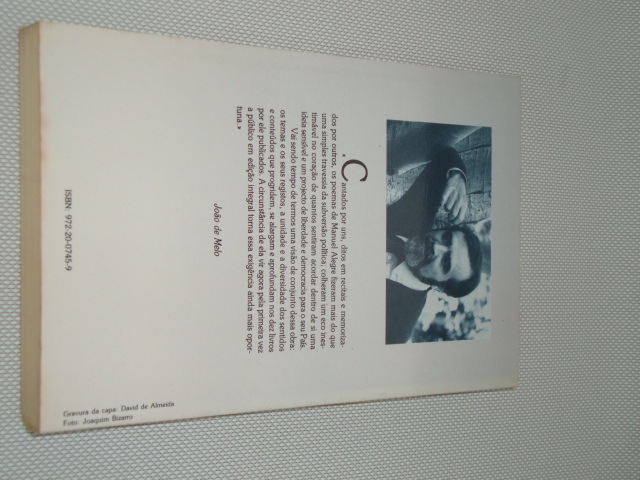 «Cantados por uns, ditos em recitais e memoriza-
dos por outros, os poemas de Manuel Alegre fizeram mais do que
uma simples travessia da subversão política: colheram um eco ines-
timável no coração de quantos sentiram acordar dentro de si uma
ideia sensível e um projecto de liberdade e democracia para o seu País.
Vai sendo tempo de termos uma visão de conjunto dessa obra:
os temas e os seus registos, a unidade e a diversidade dos sentidos
e conteúdos que progridem, se alargam e aprofundam nos dez livros
por ele publicados. A circunstância de ela vir agora pela primeira vez
a público em edição integral torna essa exigência ainda mais opor-
tuna.»
João de Melo
ISBN 972-20-0745-9
Gravura da capa: David de Almeida
Foto: Joaquim Bizarro